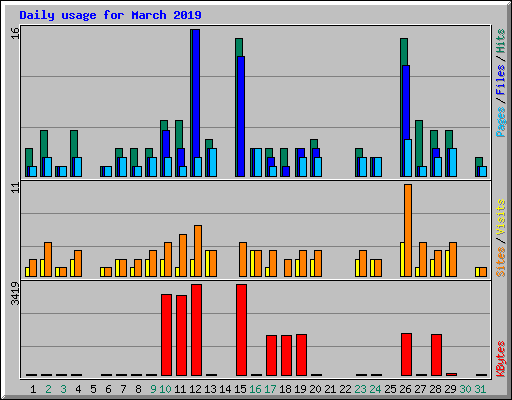 Daily usage for March 2019
16
11
3419
Pages / Files / Hits
Sites / Visits
KBytes
1 2 3 4 5 6 7 8 9 10 11 12 13 14 15 16 17 18 19 20 21 22 23 24 25 26 27 28 29 30 31